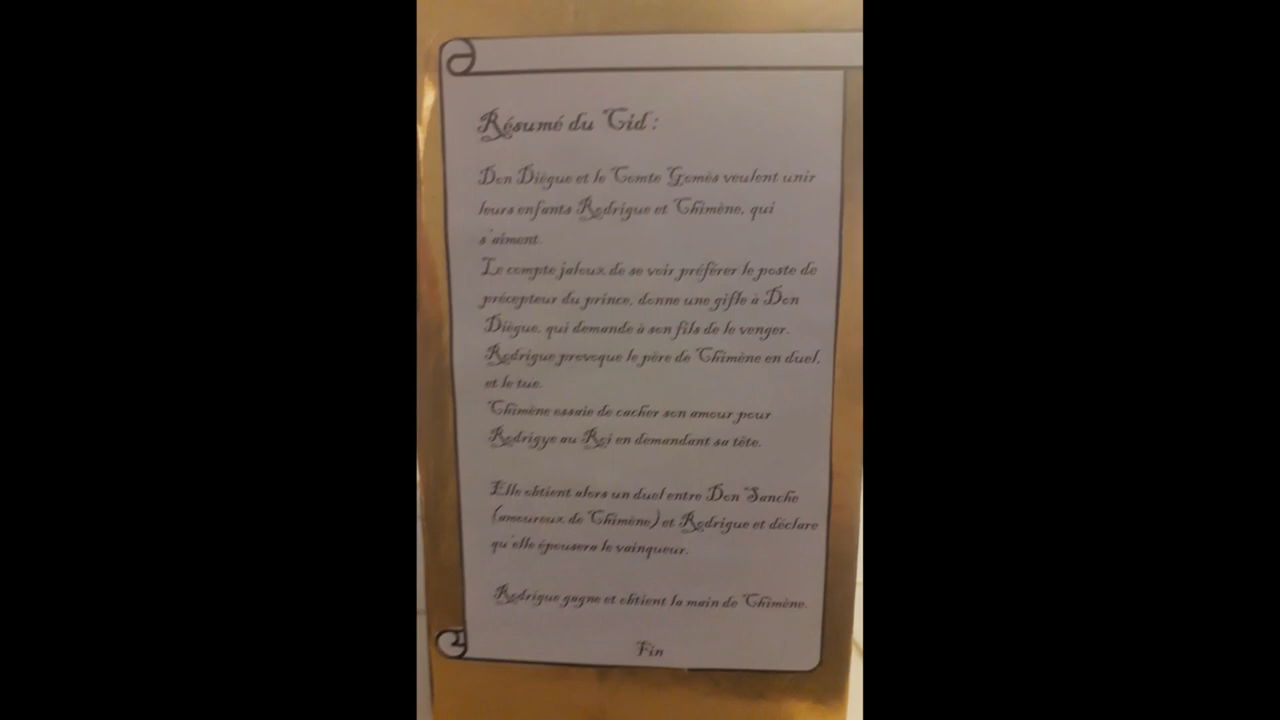 Résumé du Cid :
Don Diègue et le Comte Gomès veulent unir
leurs enfants Rodrigue et Chimène, qui
s'aiment.
Le compte jaloux de se voir préférer le poste de
précepteur du prince, donne une gifle à Don
Diègue, qui demande à son fils de le venger.
Rodrigue provoque le père de Chimène en duel,
et le tue.
Chimène essaie de cacher son amour pour
Rodrigye au Roi en demandant sa tête.
Elle obtient alors un duel entre Don Sanche
(amoureux de Chimène) et Rodrigue et déclare
qu'elle épousera le vainqueur.
Rodrigue gagne et obtient la main de Chimène.
Fin